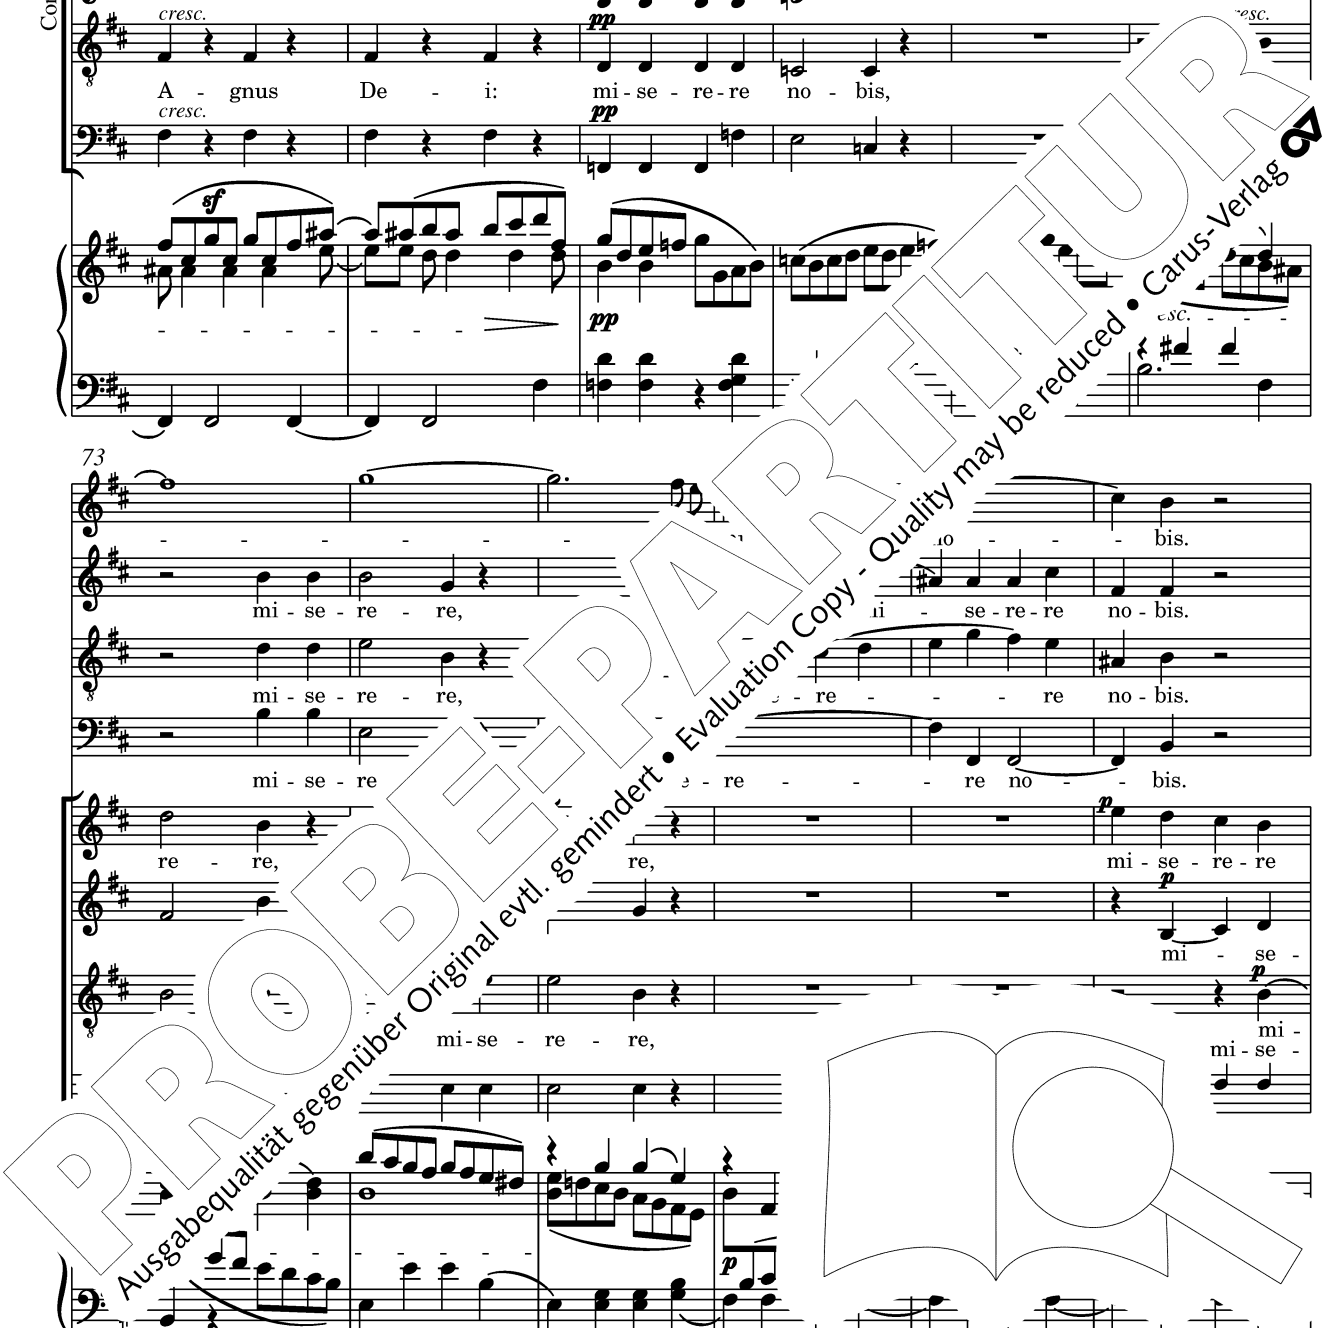 cresc.
cresc.
pp
A - gnus De - i: mi - se - re - re no - bis,
cresc.
pp
sf
pp
73
bis.
mi - se - re - re, se - re - re no - bis.
mi - se - re - re, re - re no - bis.
mi - se - re re - re no - bis.
p
re - re, re, mi - se - re - re
p
mi - se -
p
mi - se - re - re, mi -
mi - se -
p
PROBE-PARTITUR
Ausgabequalität gegenüber Original evtl. gemindert • Evaluation Copy - Quality may be reduced • Carus-Verlag